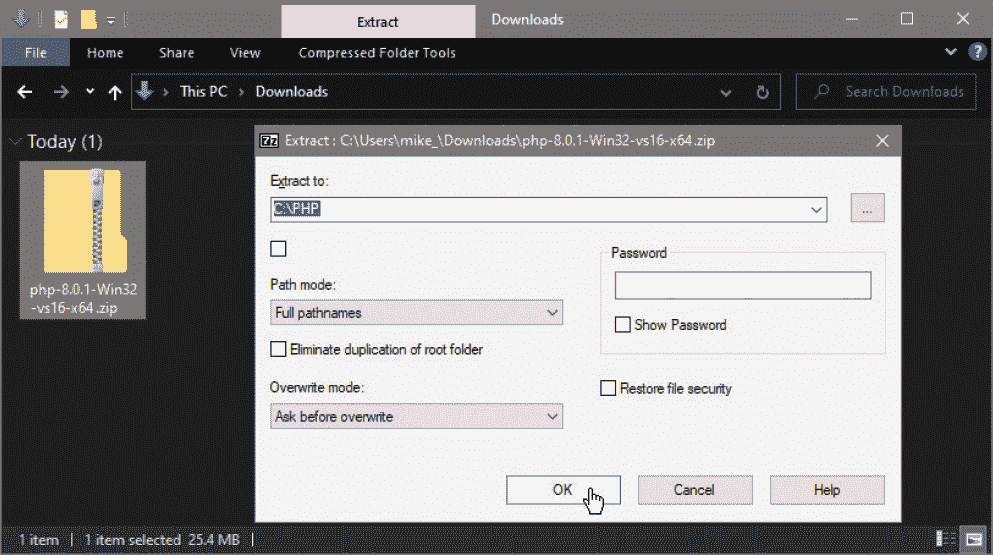 Extract
Downloads
File Home Share View Compressed Folder Tools
This PC Downloads
Search Downloads
Today (1)
php-8.0.1-Win32
-vs16-x64.zip
7z Extract : C:\Users\mike_\Downloads\php-8.0.1-Win32-vs16-x64.zip
Extract to:
C:\PHP
...
Password
Path mode:
Full pathnames
Show Password
Eliminate duplication of root folder
Overwrite mode:
Restore file security
Ask before overwrite
OK Cancel Help
1 item 1 item selected 25.4 MB